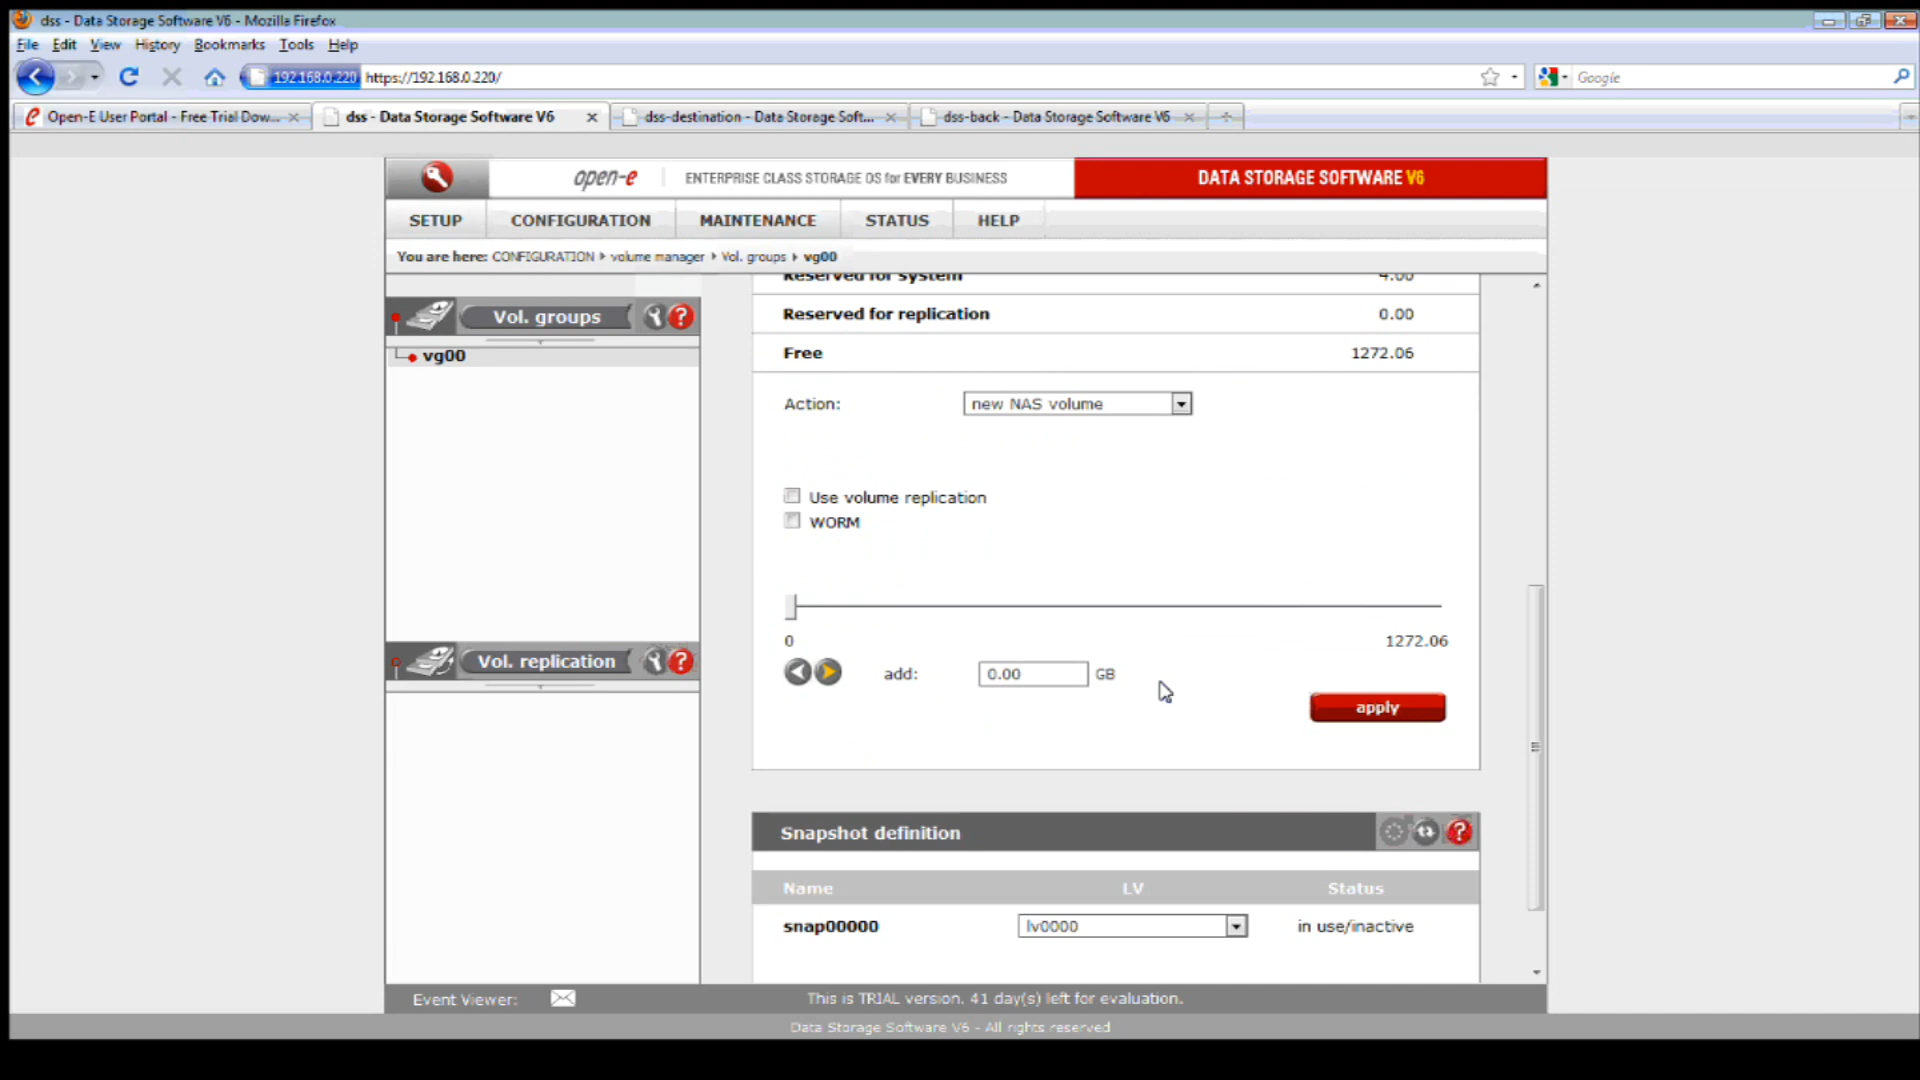 dss - Data Storage Software V6 - Mozilla Firefox
File Edit View History Bookmarks Tools Help
192.168.0.220 https://192.168.0.220/
Google
Open-E User Portal - Free Trial Dow...
dss - Data Storage Software V6
dss-destination - Data Storage Soft...
dss-back - Data Storage Software V6
open-e ENTERPRISE CLASS STORAGE OS for EVERY BUSINESS
DATA STORAGE SOFTWARE V6
SETUP CONFIGURATION MAINTENANCE STATUS HELP
You are here: CONFIGURATION volume manager Vol. groups vg00
Vol. groups
vg00
Vol. replication
Reserved for system 4.00
Reserved for replication 0.00
Free 1272.06
Action: new NAS volume
Use volume replication
WORM
0 1272.06
add: 0.00 GB
apply
Snapshot definition
Name LV Status
snap00000 lv0000 in use/inactive
Event Viewer: This is TRIAL version. 41 day(s) left for evaluation.
Data Storage Software V6 - All rights reserved